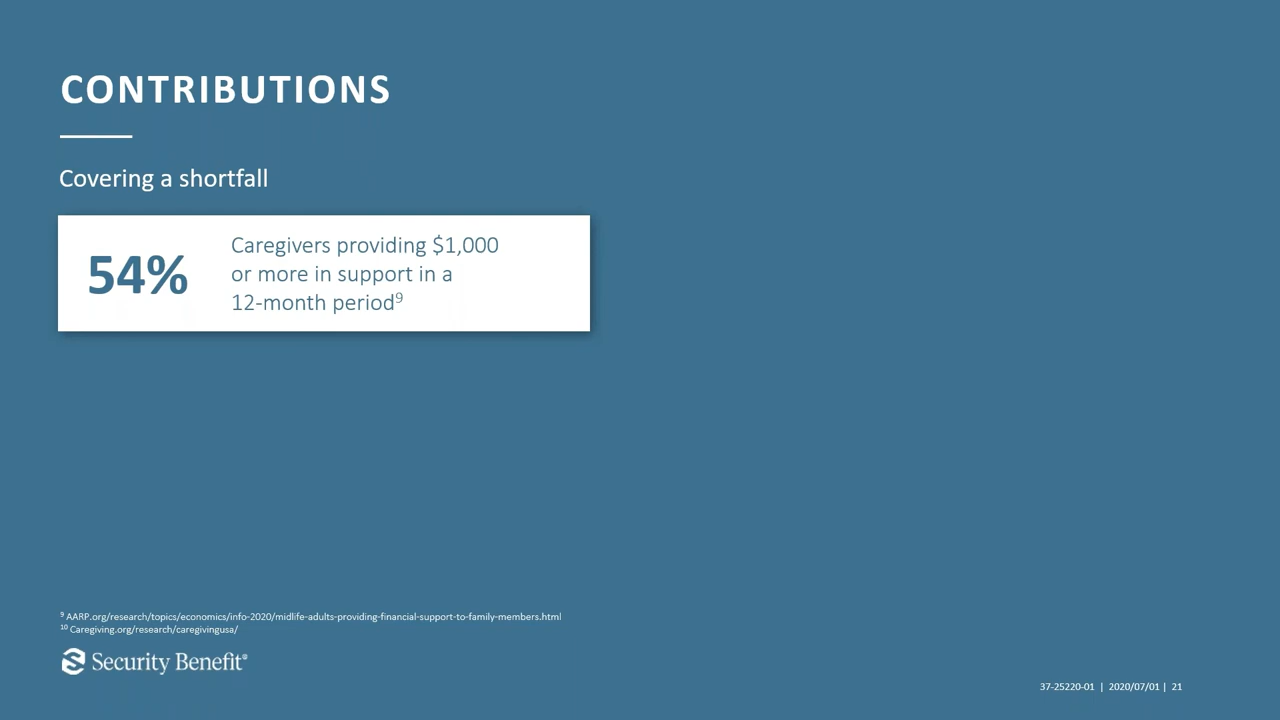 CONTRIBUTIONS
Covering a shortfall
54%
Caregivers providing $1,000
or more in support in a
12-month period⁹
⁹ AARP.org/research/topics/economics/info-2020/midlife-adults-providing-financial-support-to-family-members.html
¹⁰ Caregiving.org/research/caregivingusa/
Security Benefit®
37-25220-01 | 2020/07/01 | 21